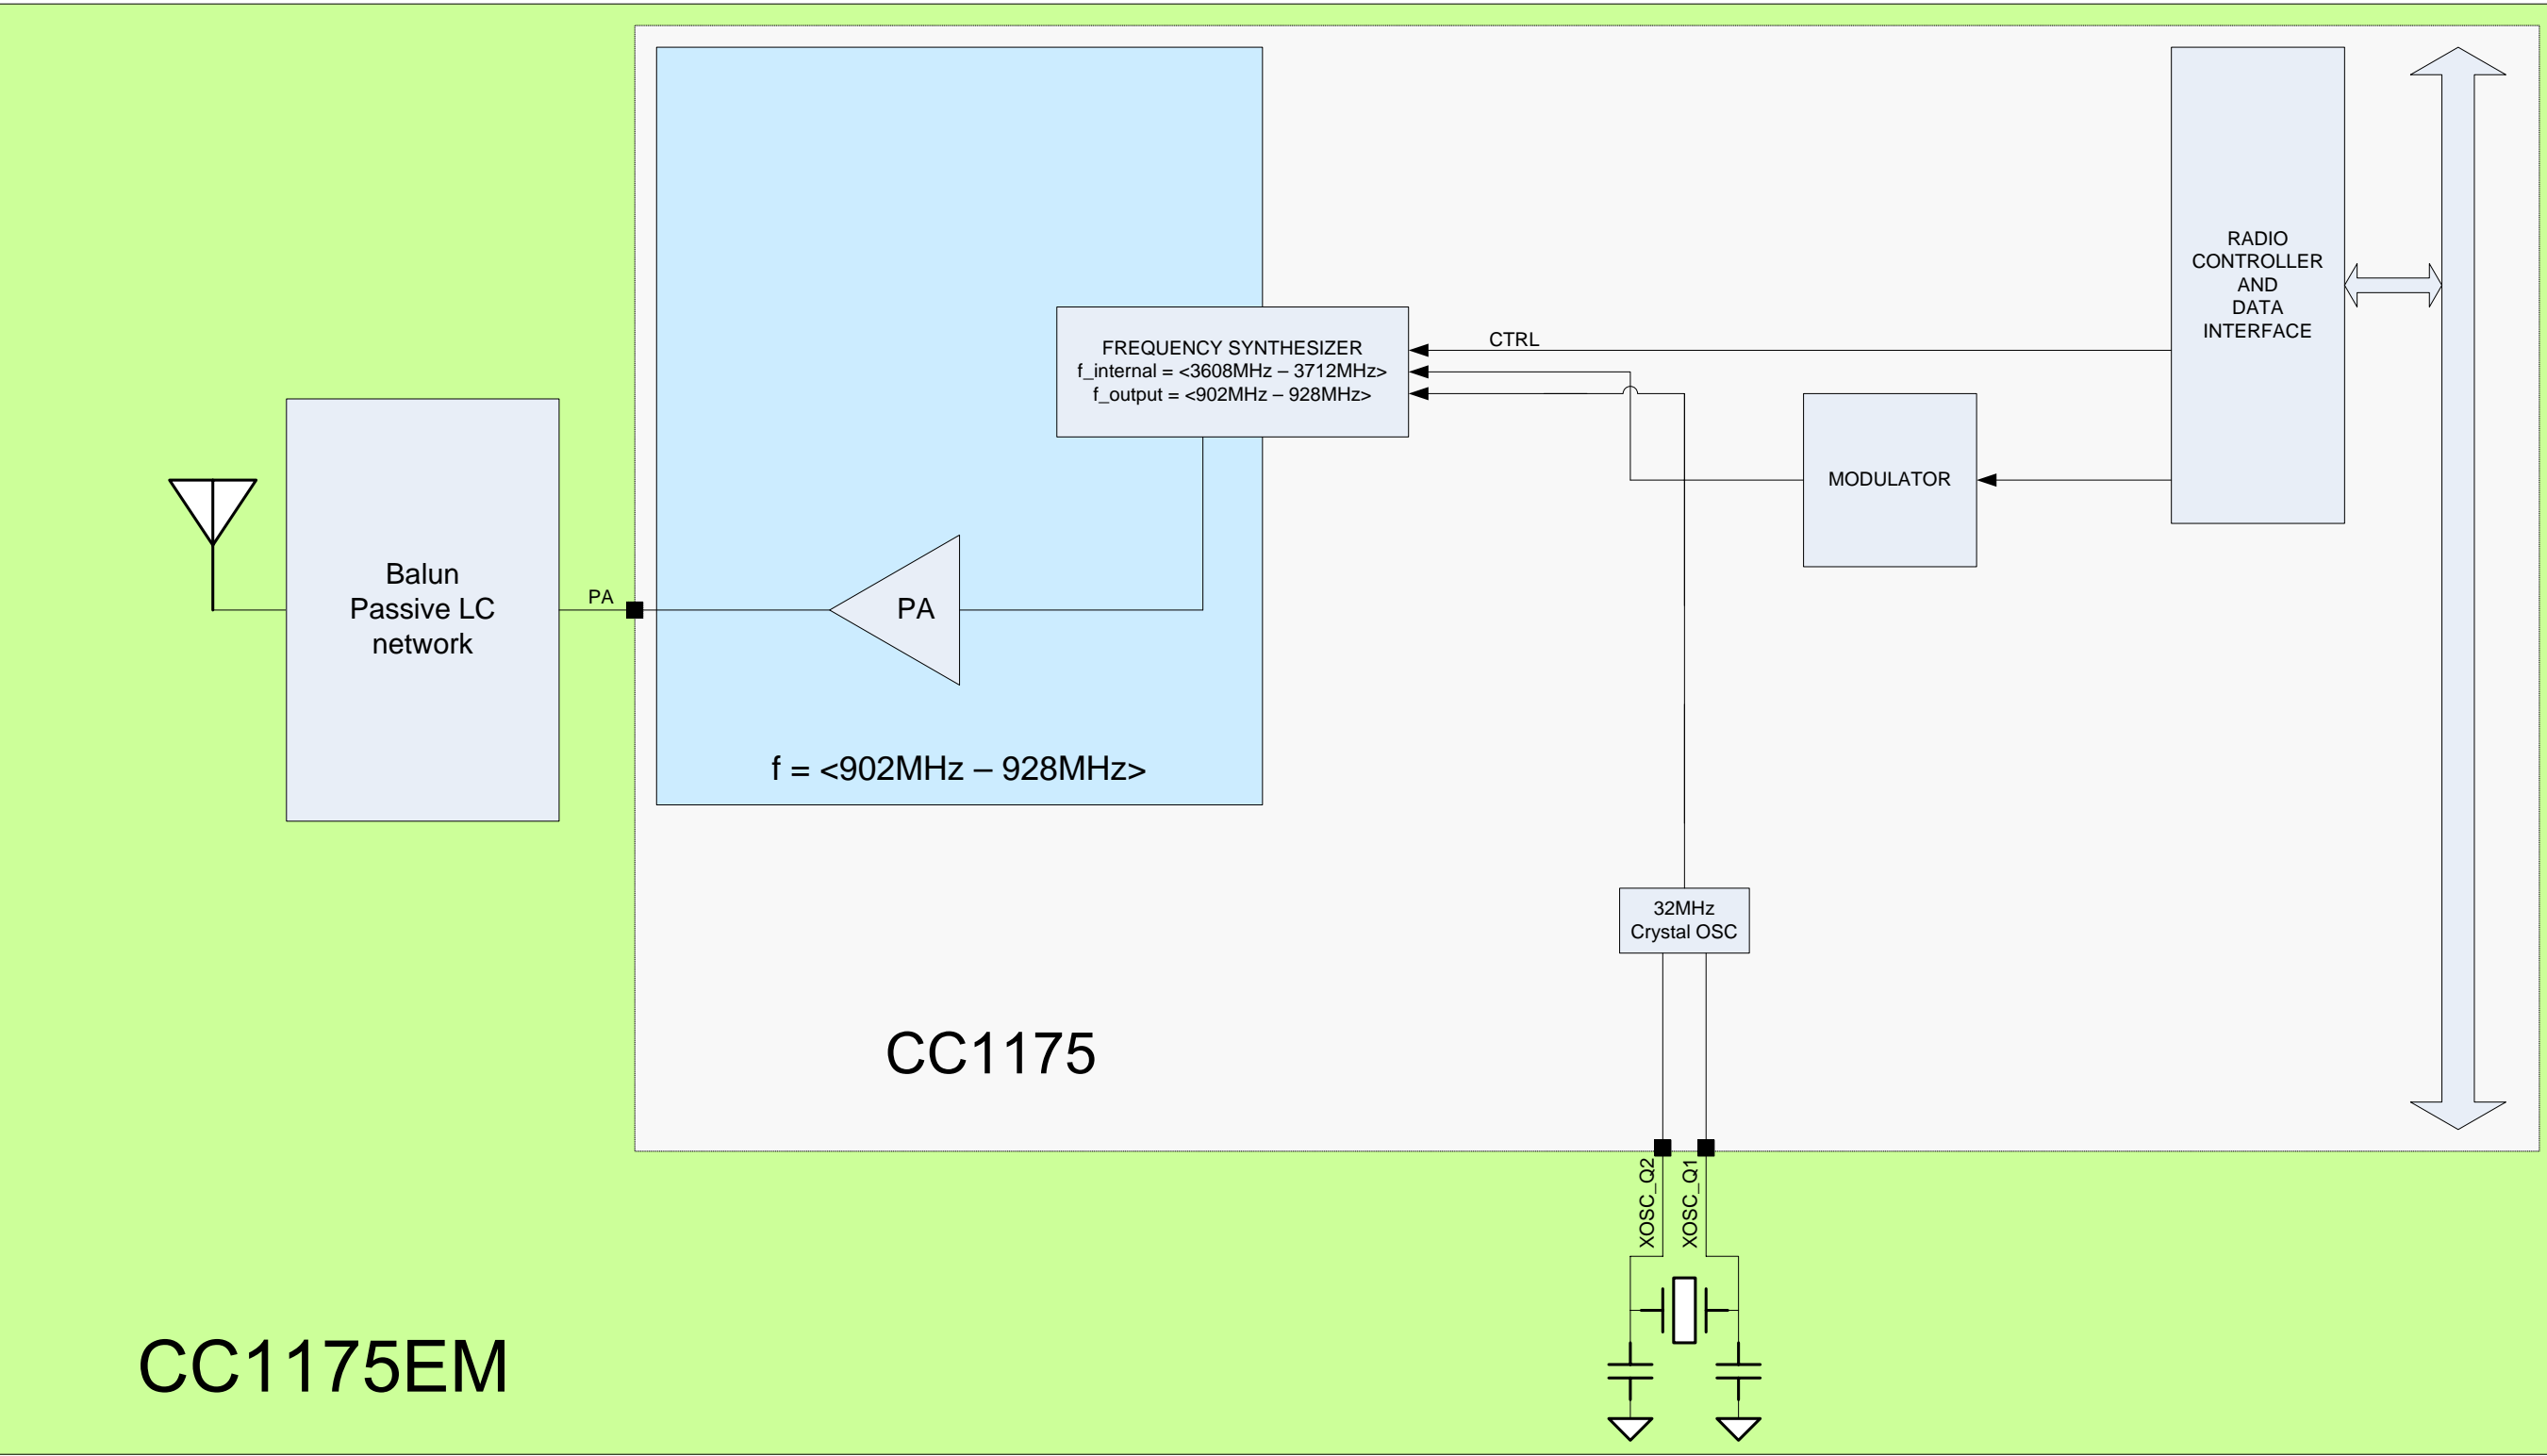 RADIO
CONTROLLER
AND
DATA
INTERFACE
FREQUENCY SYNTHESIZER
f_internal = <3608MHz – 3712MHz>
f_output = <902MHz – 928MHz>
CTRL
MODULATOR
Balun
Passive LC
network
PA
PA
f = <902MHz – 928MHz>
32MHz
Crystal OSC
CC1175
XOSC_Q2
XOSC_Q1
CC1175EM